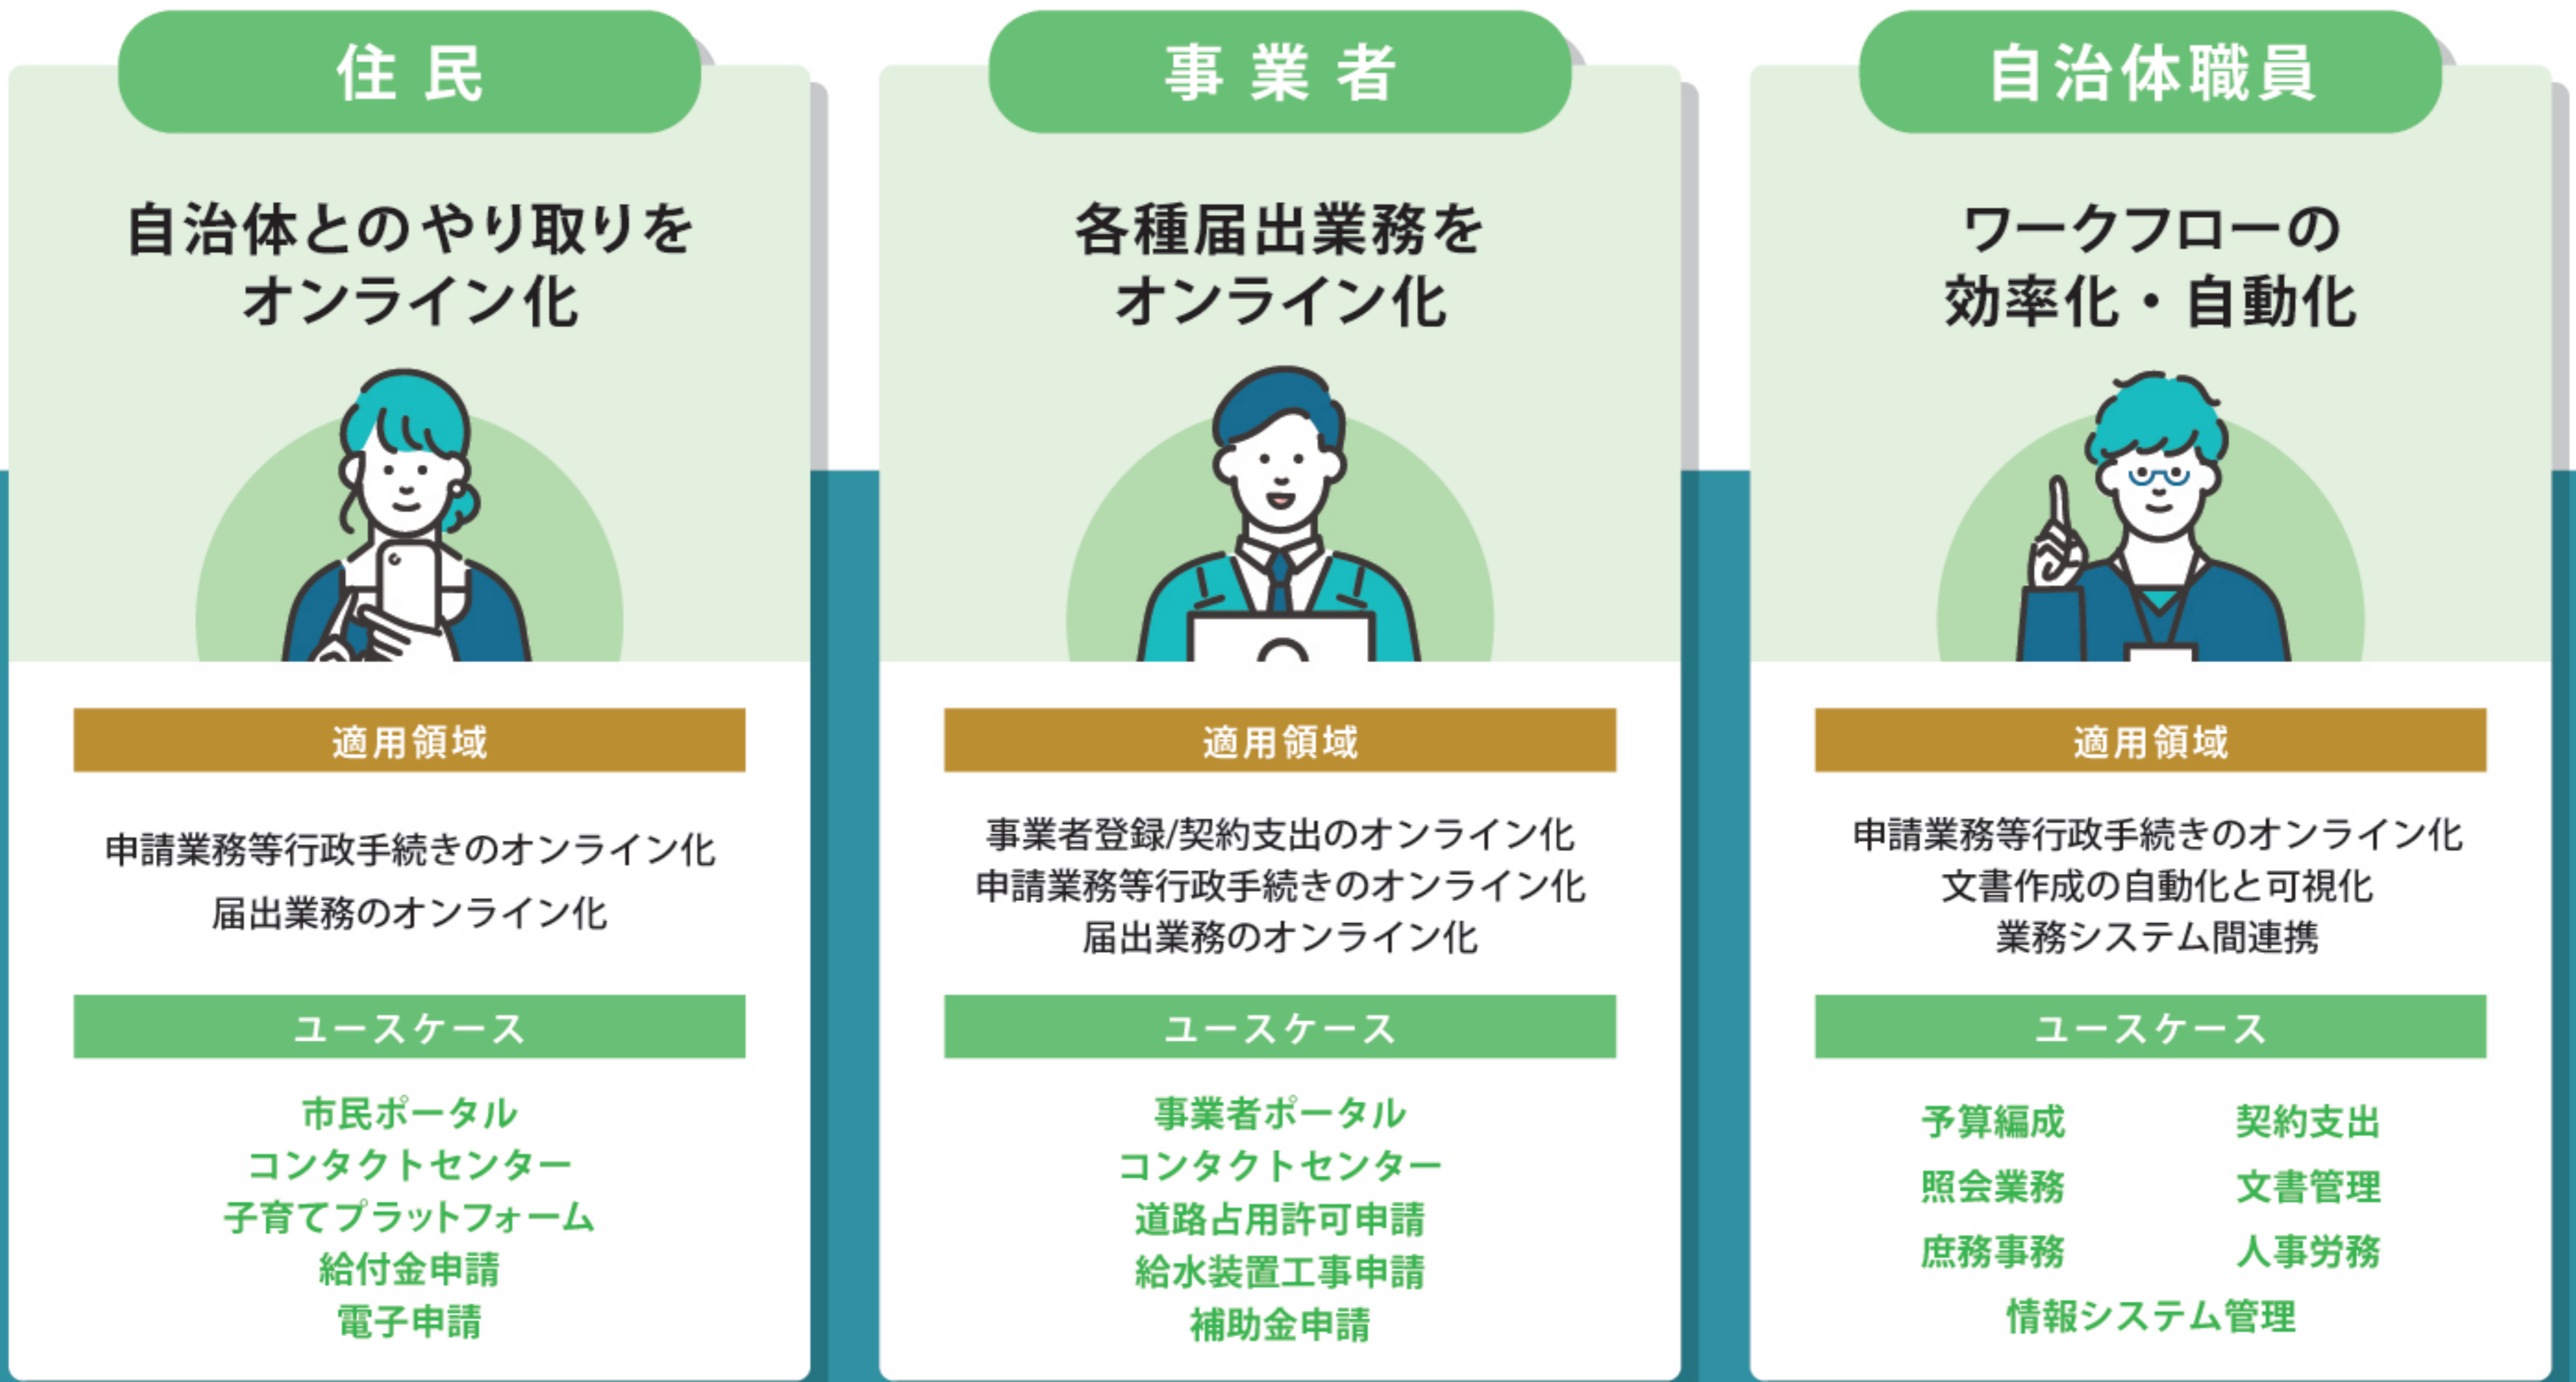 住民
自治体とのやり取りを
オンライン化
適用領域
申請業務等行政手続きのオンライン化
届出業務のオンライン化
ユースケース
市民ポータル
コンタクトセンター
子育てプラットフォーム
給付金申請
電子申請
事業者
各種届出業務を
オンライン化
適用領域
事業者登録/契約支出のオンライン化
申請業務等行政手続きのオンライン化
届出業務のオンライン化
ユースケース
事業者ポータル
コンタクトセンター
道路占用許可申請
給水装置工事申請
補助金申請
自治体職員
ワークフローの
効率化・自動化
適用領域
申請業務等行政手続きのオンライン化
文書作成の自動化と可視化
業務システム間連携
ユースケース
予算編成 契約支出
照会業務 文書管理
庶務事務 人事労務
情報システム管理